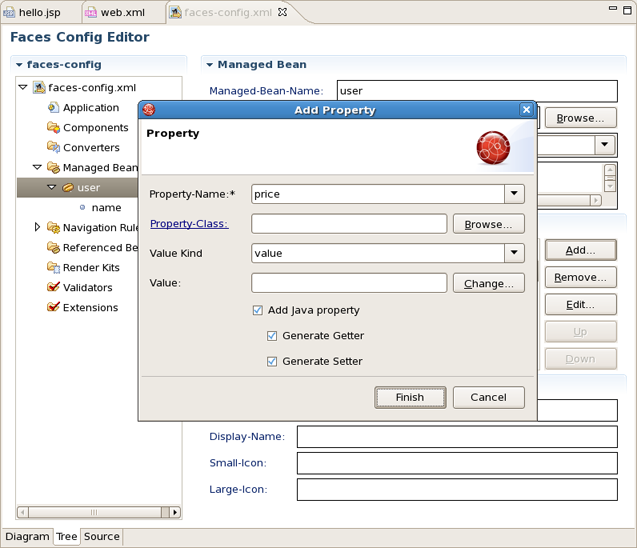 hello.jsp web.xml faces-config.xml
Faces Config Editor
faces-config
Managed Bean
faces-config.xml
Managed-Bean-Name: user
Application
Browse...
Components
Converters
Managed Bean
user
name
Navigation Rule
Referenced Be
Render Kits
Validators
Extensions
Add Property
Property
Property-Name:* price
Property-Class: Browse...
Value Kind value
Value: Change...
Add Java property
Generate Getter
Generate Setter
Finish Cancel
Add...
Remove...
Edit...
Up
Down
Display-Name:
Small-Icon:
Large-Icon:
Diagram Tree Source